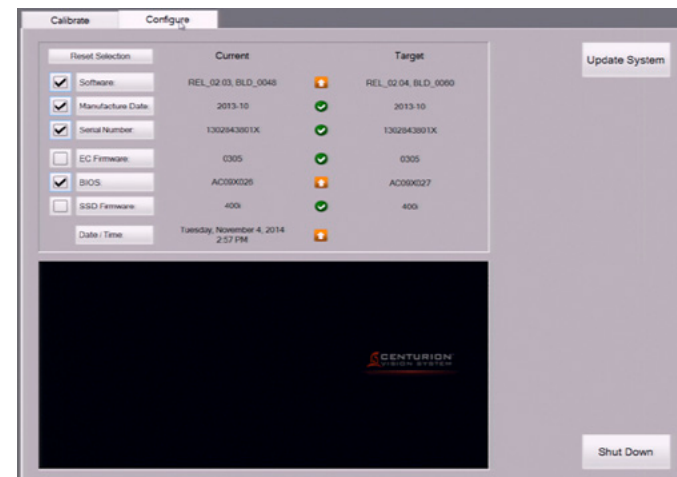 Calibrate Configure
Reset Selection Current Target Update System
Software: REL_02.03, BLD_0048 REL_02.04, BLD_0060
Manufacture Date: 2013-10 2013-10
Serial Number: 1302843801X 1302843801X
EC Firmware: 0305 0305
BIOS: AC09X026 AC09X027
SSD Firmware: 400i 400i
Date / Time: Tuesday, November 4, 2014
2:57 PM
CENTURION
VISION SYSTEM
Shut Down